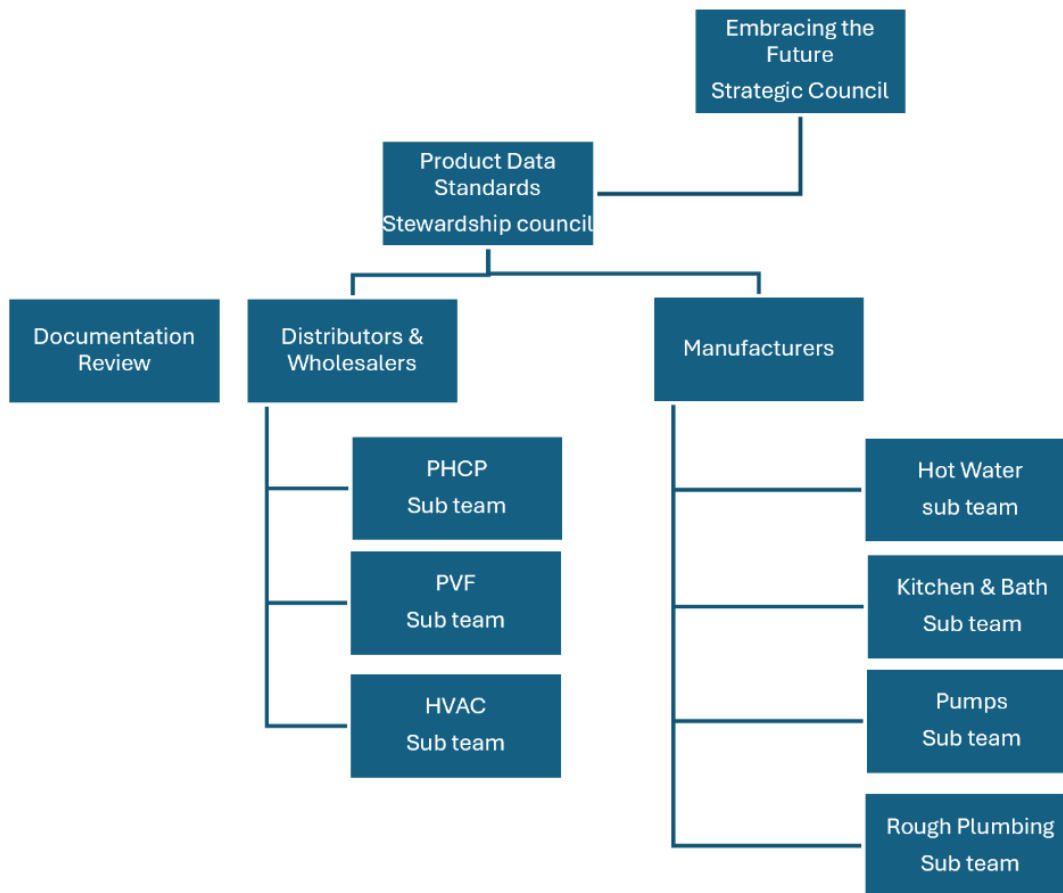 Embracing the
Future
Strategic Council
Product Data
Standards
Stewardship council
Documentation
Review
Distributors &
Wholesalers
Manufacturers
PHCP
Sub team
PVF
Sub team
HVAC
Sub team
Hot Water
sub team
Kitchen & Bath
Sub team
Pumps
Sub team
Rough Plumbing
Sub team